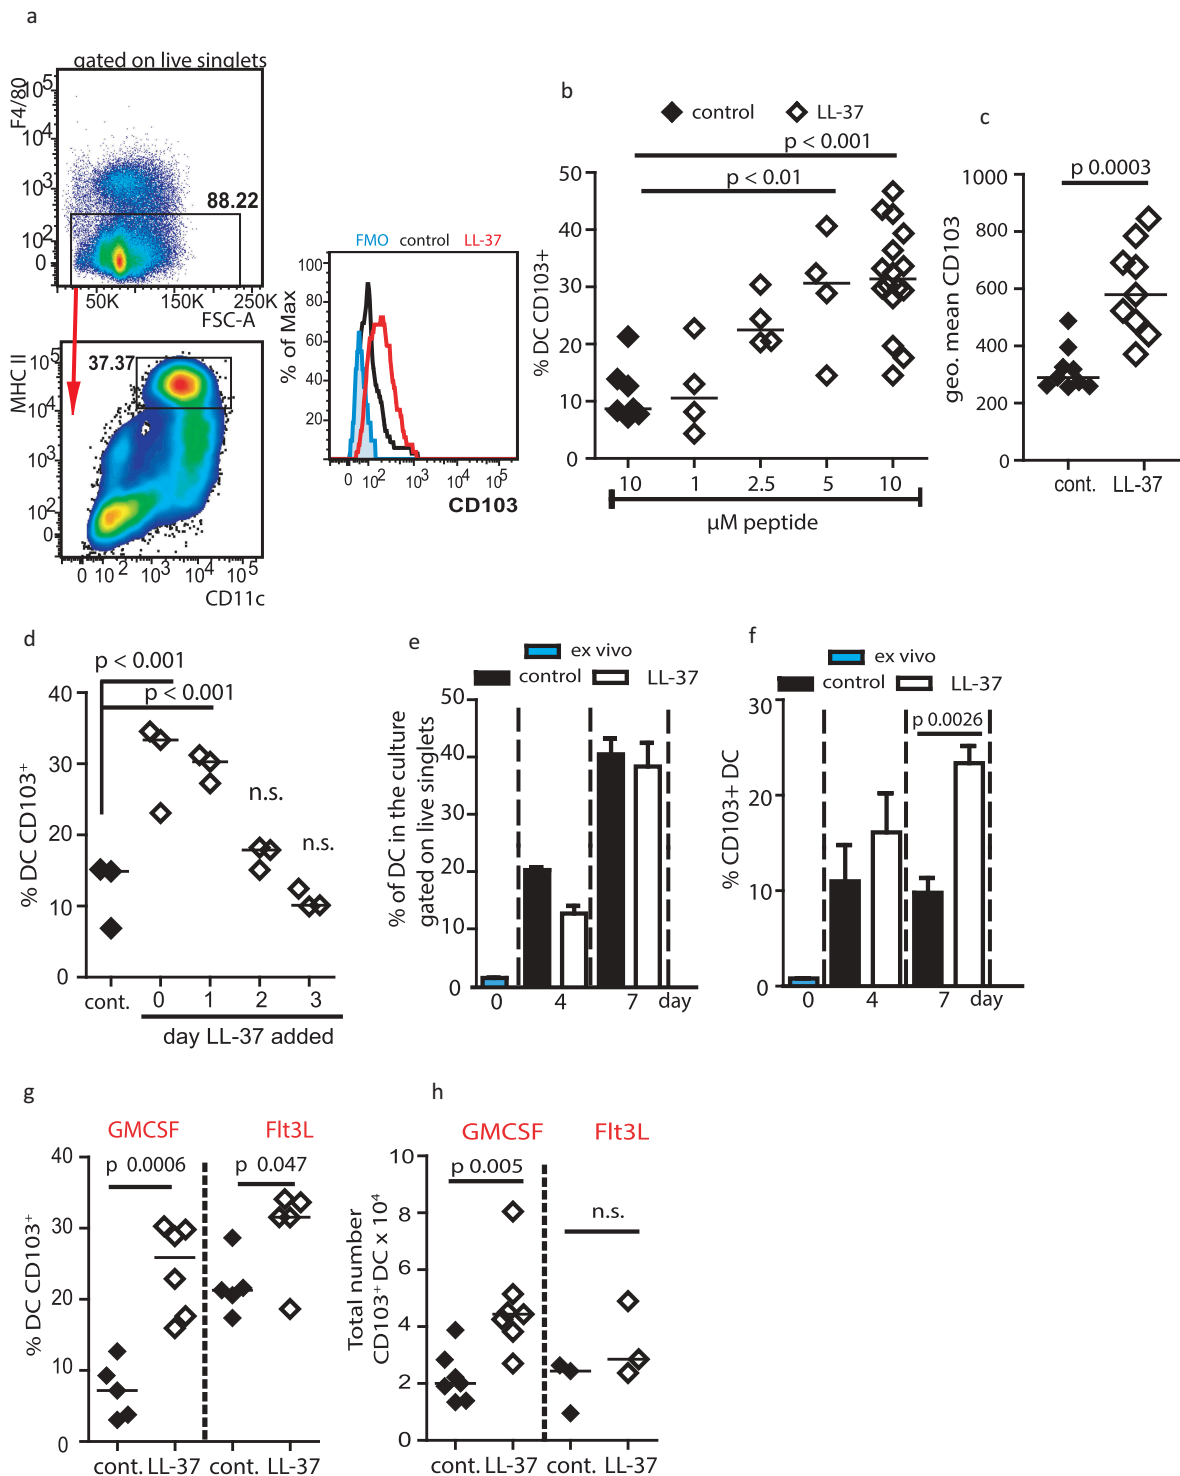 a
gated on live singlets
F4/80
10^5
10^4
10^3
10^2
0
88.22
50K 150K 250K
FSC-A
MHC II
10^5
10^4
10^3
10^2
0
37.37
0 10^2 10^3 10^4 10^5
CD11c
FMO control LL-37
% of Max
100
80
60
40
20
0 10^2 10^3 10^4 10^5
CD103
b
control LL-37
p < 0.001
p < 0.01
% DC CD103+
50
40
30
20
10
0
10 1 2.5 5 10
μM peptide
c
p 0.0003
geo. mean CD103
1000
800
600
400
200
0
cont. LL-37
d
p < 0.001
p < 0.001
% DC CD103+
40
30
20
10
0
n.s.
n.s.
cont. 0 1 2 3
day LL-37 added
e
ex vivo
control LL-37
% of DC in the culture
gated on live singlets
50
40
30
20
10
0
0 4 7 day
f
ex vivo
control LL-37
p 0.0026
% CD103+ DC
30
20
10
0
0 4 7 day
g
GMCSF Flt3L
p 0.0006 p 0.047
% DC CD103+
40
30
20
10
0
cont. LL-37 cont. LL-37
h
GMCSF Flt3L
p 0.005
n.s.
Total number
CD103+ DC x 10^4
10
8
6
4
2
0
cont. LL-37 cont. LL-37